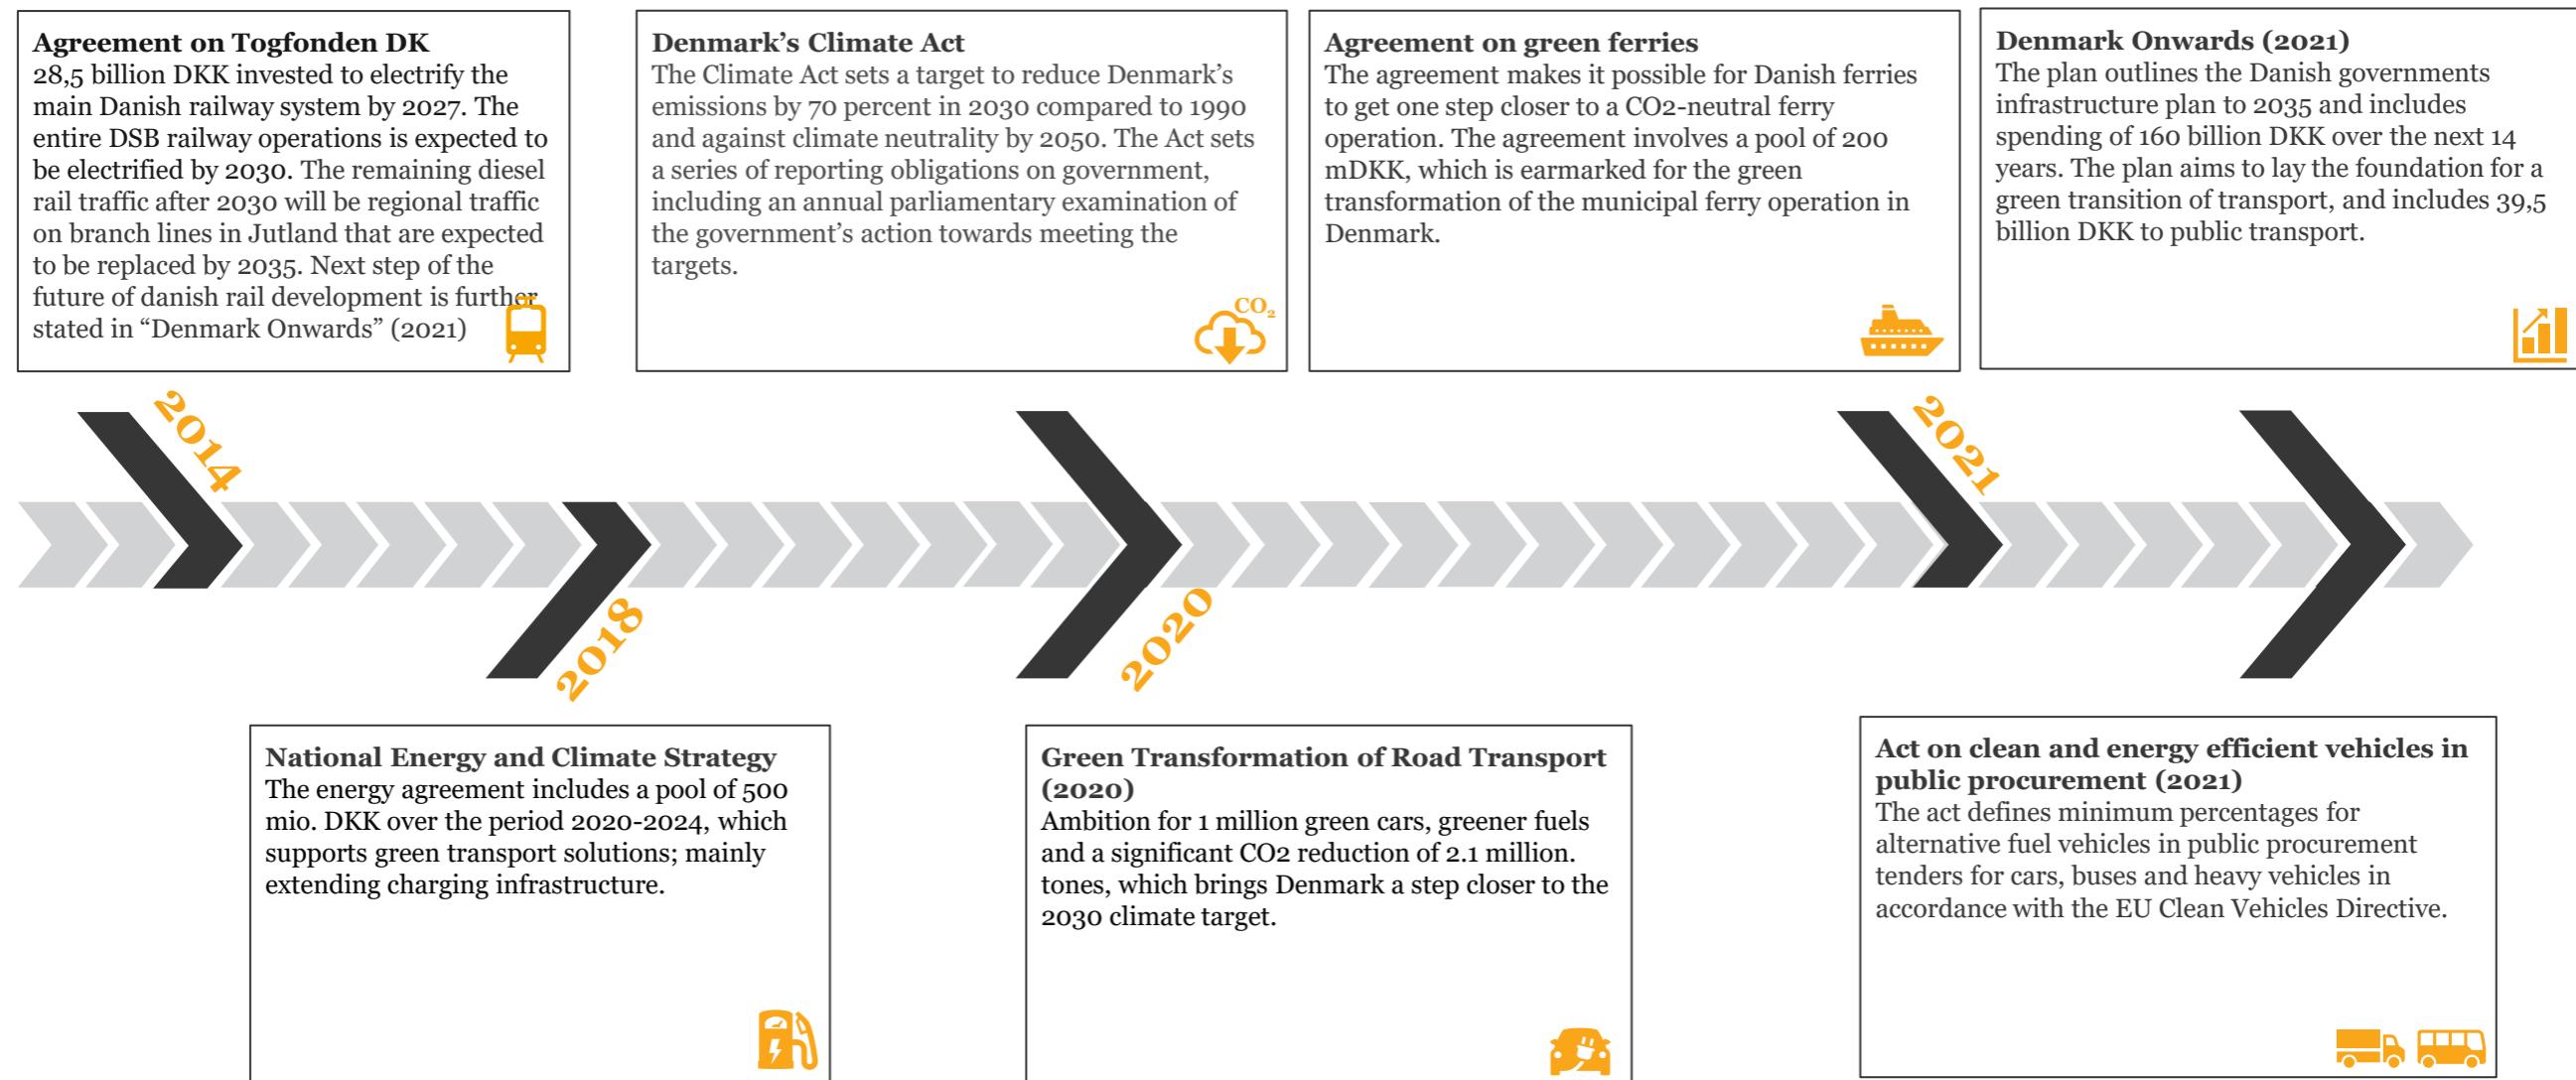 Agreement on Togfonden DK
28,5 billion DKK invested to electrify the
main Danish railway system by 2027. The
entire DSB railway operations is expected to
be electrified by 2030. The remaining diesel
rail traffic after 2030 will be regional traffic
on branch lines in Jutland that are expected
to be replaced by 2035. Next step of the
future of danish rail development is further
stated in “Denmark Onwards” (2021)
Denmark’s Climate Act
The Climate Act sets a target to reduce Denmark’s
emissions by 70 percent in 2030 compared to 1990
and against climate neutrality by 2050. The Act sets
a series of reporting obligations on government,
including an annual parliamentary examination of
the government’s action towards meeting the
targets.
CO₂
Agreement on green ferries
The agreement makes it possible for Danish ferries
to get one step closer to a CO2-neutral ferry
operation. The agreement involves a pool of 200
mDKK, which is earmarked for the green
transformation of the municipal ferry operation in
Denmark.
Denmark Onwards (2021)
The plan outlines the Danish governments
infrastructure plan to 2035 and includes
spending of 160 billion DKK over the next 14
years. The plan aims to lay the foundation for a
green transition of transport, and includes 39,5
billion DKK to public transport.
2014
2018
2020
2021
National Energy and Climate Strategy
The energy agreement includes a pool of 500
mio. DKK over the period 2020-2024, which
supports green transport solutions; mainly
extending charging infrastructure.
Green Transformation of Road Transport
(2020)
Ambition for 1 million green cars, greener fuels
and a significant CO2 reduction of 2.1 million.
tones, which brings Denmark a step closer to the
2030 climate target.
Act on clean and energy efficient vehicles in
public procurement (2021)
The act defines minimum percentages for
alternative fuel vehicles in public procurement
tenders for cars, buses and heavy vehicles in
accordance with the EU Clean Vehicles Directive.